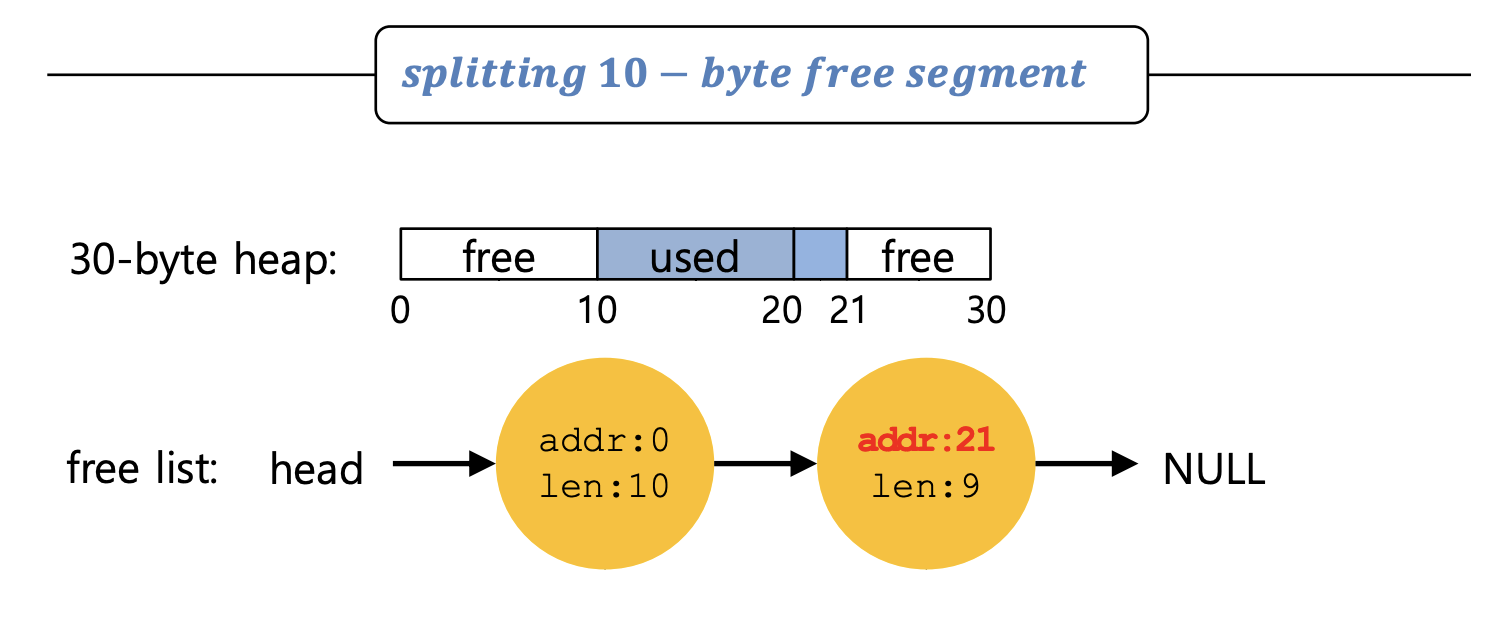 splitting 10 − byte free segment
30-byte heap: free used free
0 10 20 21 30
free list: head addr:0 addr:21 NULL
len:10 len:9